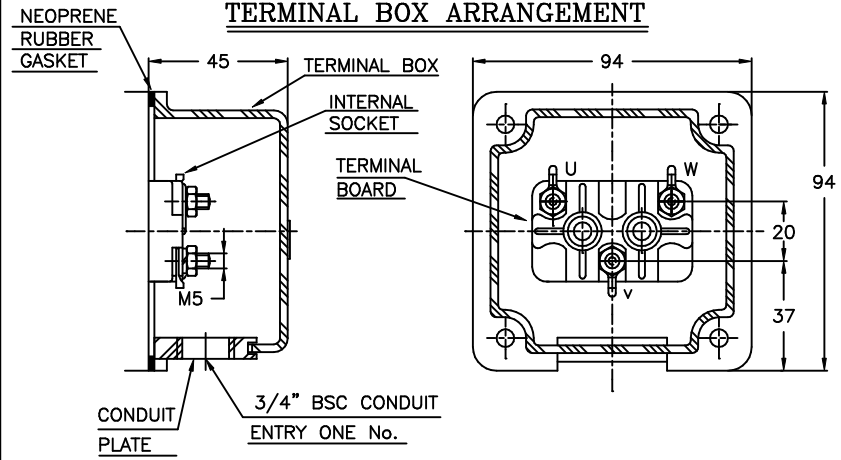 TERMINAL BOX ARRANGEMENT
NEOPRENE
RUBBER
GASKET
45
TERMINAL BOX
INTERNAL
SOCKET
TERMINAL
BOARD
94
U
W
94
20
37
M5
v
CONDUIT
PLATE
3/4" BSC CONDUIT
ENTRY ONE No.